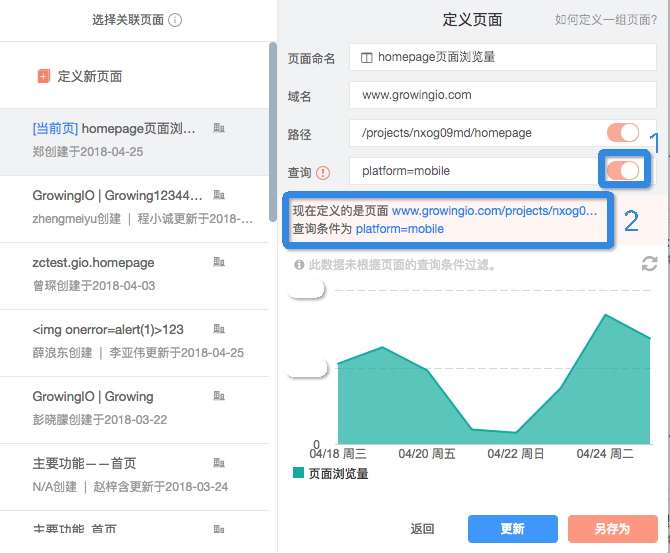 选择关联页面
定义新页面
[当前页] homepage页面浏...
郑创建于2018-04-25
GrowingIO | Growing12344...
zhengmeiyu创建 | 程小诚更新于2018-...
zctest.gio.homepage
曾琛创建于2018-04-03
<img onerror=alert(1)>123
薛浪东创建 | 李亚伟更新于2018-04-25
GrowingIO | Growing
彭晓朦创建于2018-03-22
主要功能——首页
N/A创建 | 赵梓含更新于2018-03-24
主要功能_首页
定义页面
如何定义一组页面?
页面命名 homepage页面浏览量
域名 www.growingio.com
路径 /projects/nxog09md/homepage
1
查询 platform=mobile
现在定义的是页面 www.growingio.com/projects/nxog0...
查询条件为 platform=mobile
2
此数据未根据页面的查询条件过滤。
0
04/18 周三 04/20 周五 04/22 周日 04/24 周二
页面浏览量
返回 更新 另存为